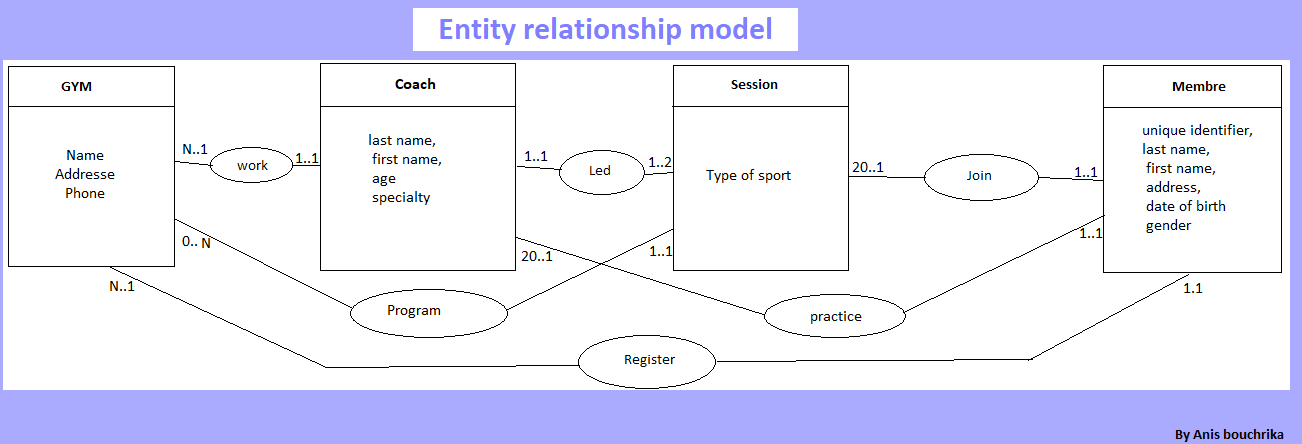 Entity relationship model
GYM
Name
Addresse
Phone
N..1
work
1..1
Coach
last name,
first name,
age
specialty
1..1
Led
1..2
Session
Type of sport
20..1
Join
1..1
Membre
unique identifier,
last name,
first name,
address,
date of birth
gender
0.. N
Program
1..1
20..1
practice
1..1
N..1
Register
1.1
By Anis bouchrika